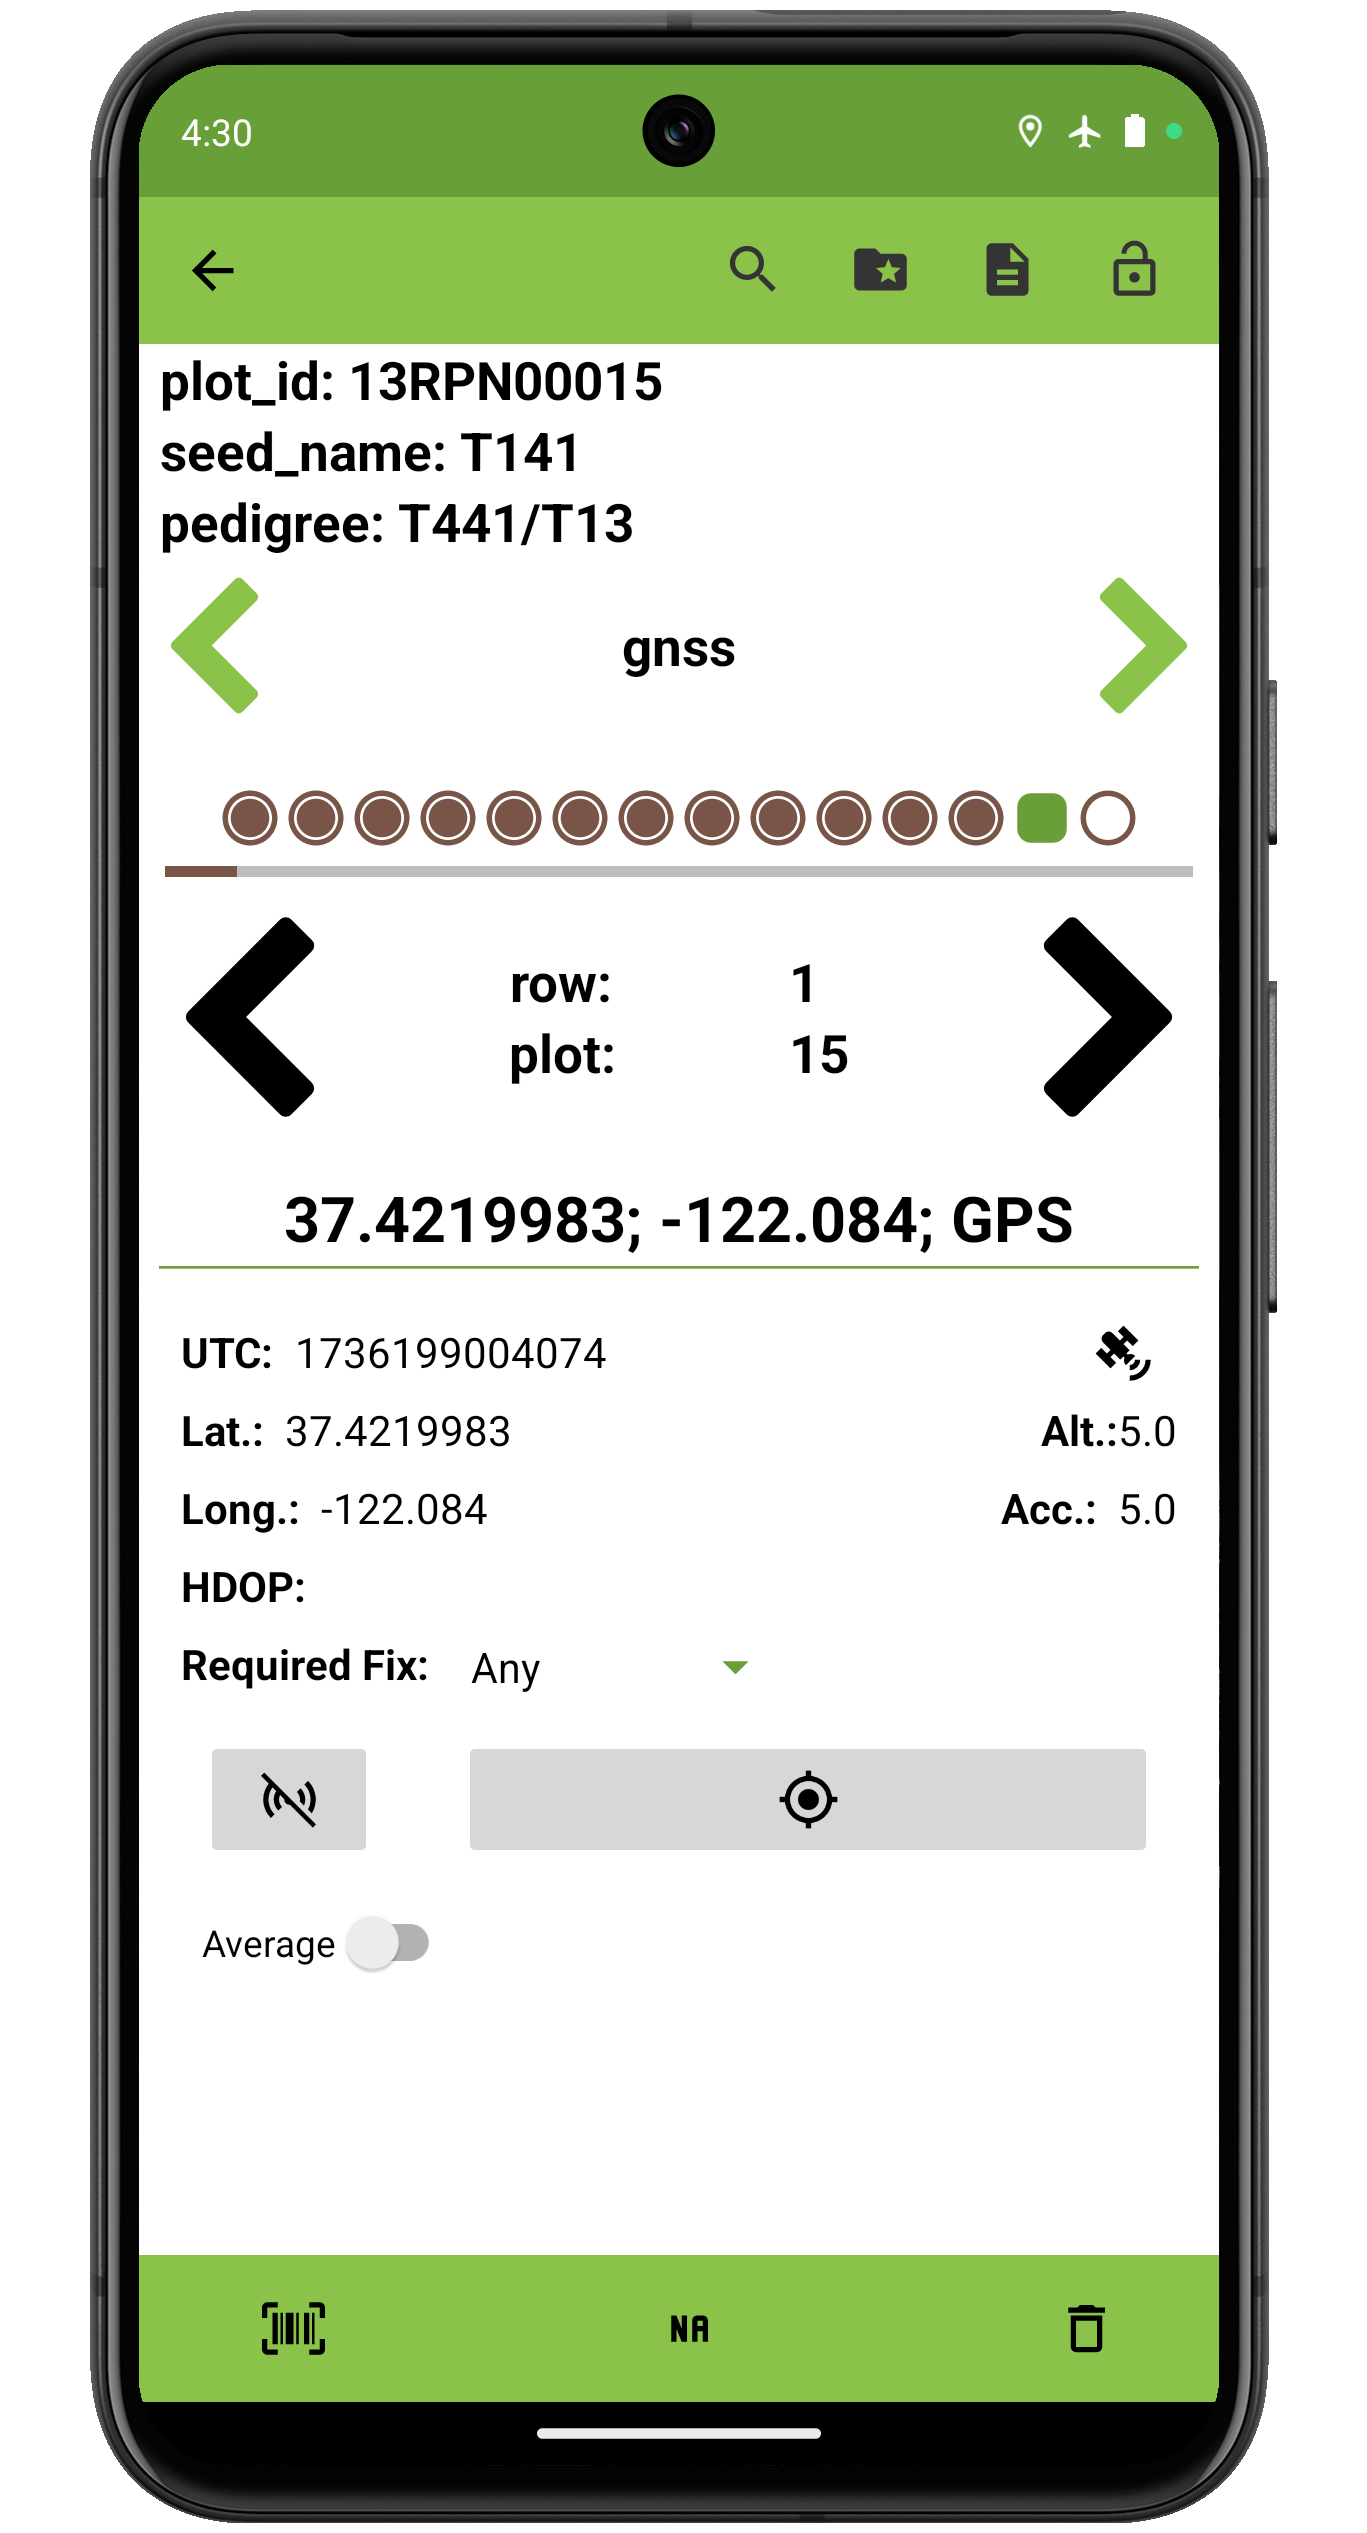 4:30
plot_id: 13RPN00015
seed_name: T141
pedigree: T441/T13
gnss
row: 1
plot: 15
37.4219983; -122.084; GPS
UTC: 1736199004074
Lat.: 37.4219983 Alt.:5.0
Long.: -122.084 Acc.: 5.0
HDOP:
Required Fix: Any
Average
NA